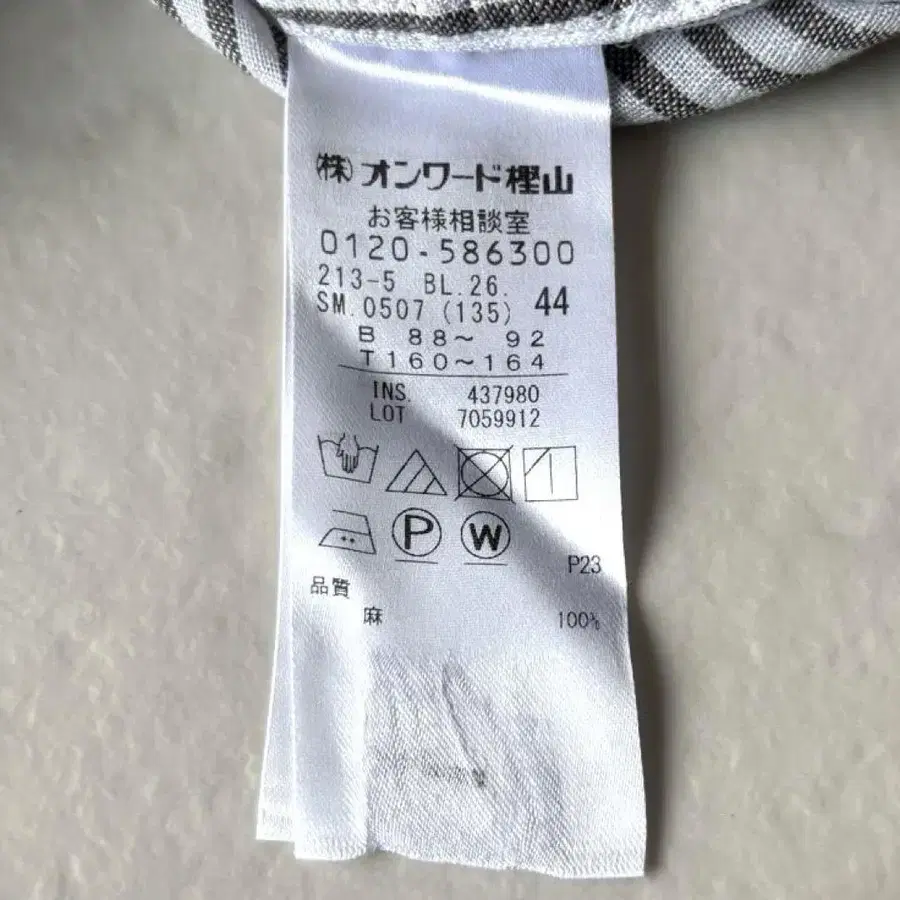 (株)オンワード樫山
お客様相談室
0120-586300
213-5 BL.26.
SM.0507 (135) 44
B 88～ 92
T160～164
INS. 437980
LOT 7059912
P W
P23
品質
麻 100%